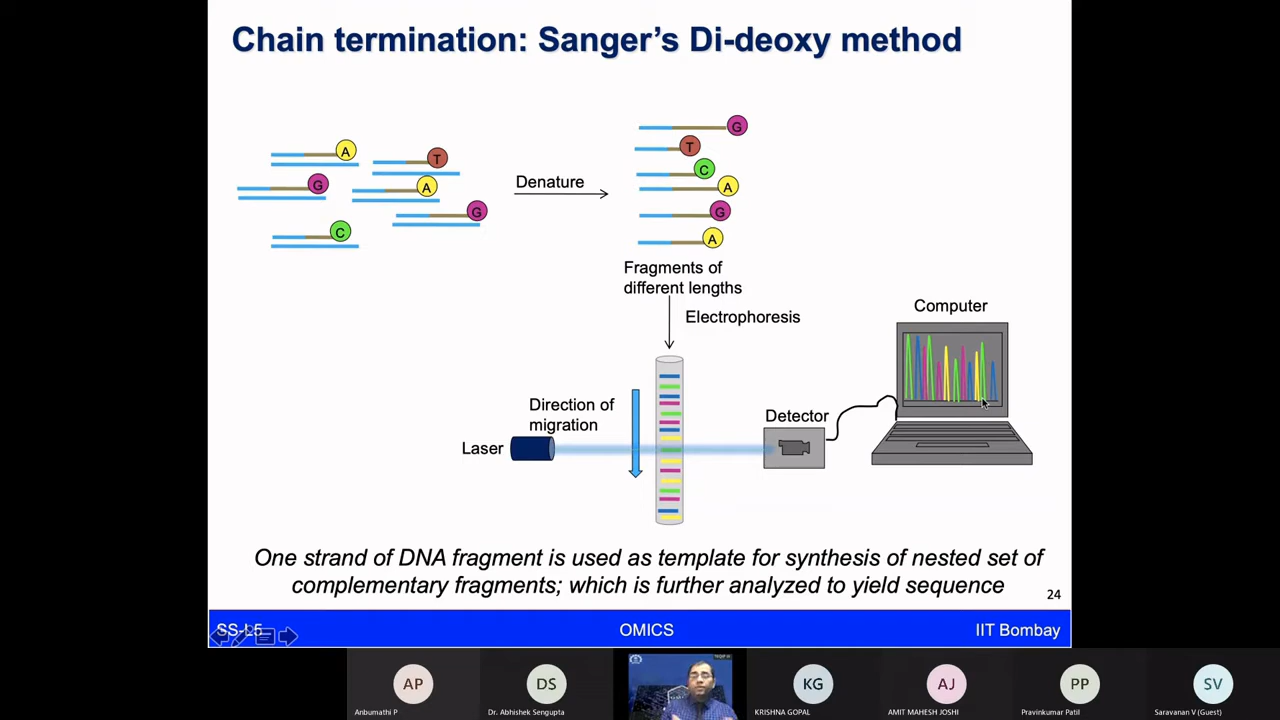 Chain termination: Sanger's Di-deoxy method
A
T
G
A
G
C
Denature
G
T
C
A
G
A
Fragments of
different lengths
Electrophoresis
Computer
Direction of
migration
Laser
Detector
One strand of DNA fragment is used as template for synthesis of nested set of
complementary fragments; which is further analyzed to yield sequence
24
SS-L5
OMICS
IIT Bombay
AP
DS
KG
AJ
PP
SV
Anbumathi P
Dr. Abhishek Sengupta
KRISHNA GOPAL
AMIT MAHESH JOSHI
Pravinkumar Patil
Saravanan V (Guest)